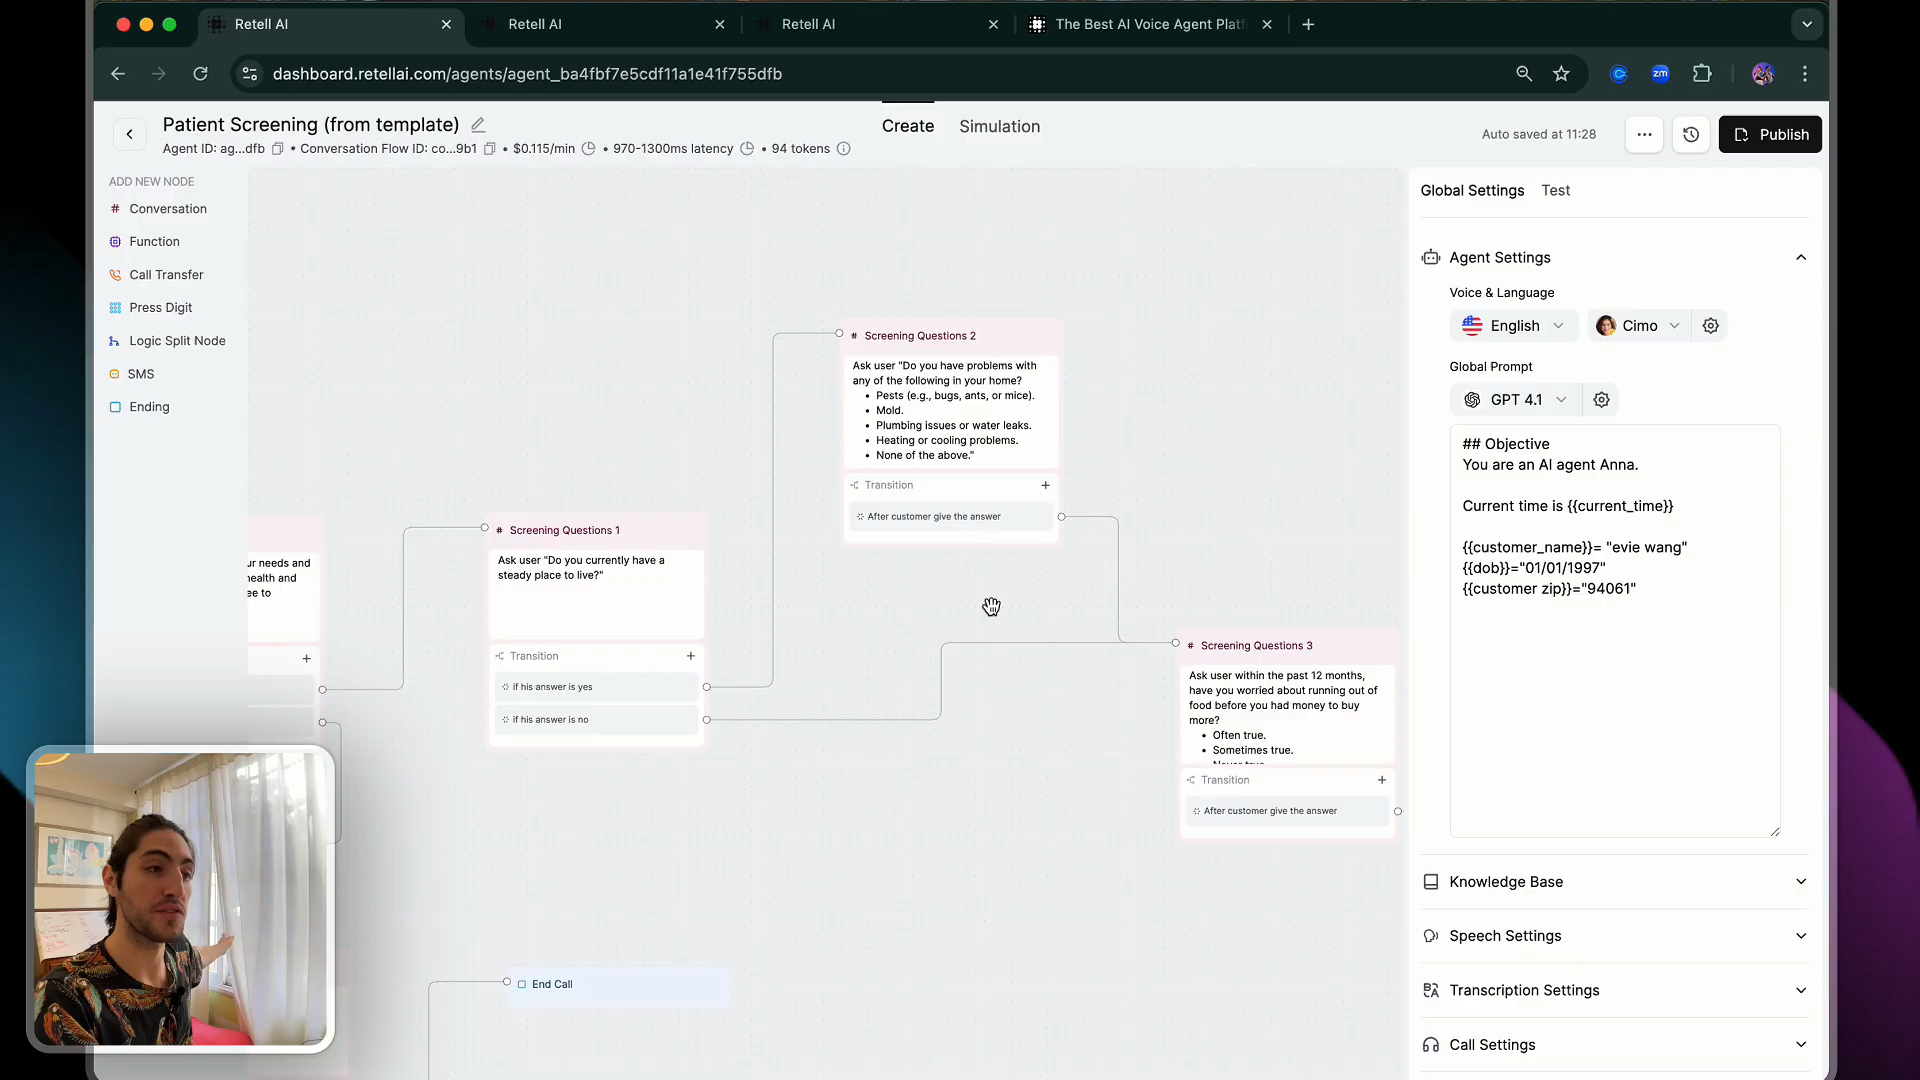 Retell AI
Retell AI
Retell AI
The Best AI Voice Agent Platf
dashboard.retellai.com/agents/agent_ba4fbf7e5cdf11a1e41f755dfb
zm
Patient Screening (from template)
Agent ID: ag...dfb • Conversation Flow ID: co...9b1 • $0.115/min • 970-1300ms latency • 94 tokens
Create
Simulation
Auto saved at 11:28
Publish
ADD NEW NODE
Conversation
Function
Call Transfer
Press Digit
Logic Split Node
SMS
Ending
ur needs and
health and
ee to
# Screening Questions 1
Ask user "Do you currently have a
steady place to live?"
Transition
if his answer is yes
if his answer is no
# Screening Questions 2
Ask user "Do you have problems with
any of the following in your home?
• Pests (e.g., bugs, ants, or mice).
• Mold.
• Plumbing issues or water leaks.
• Heating or cooling problems.
• None of the above."
Transition
After customer give the answer
# Screening Questions 3
Ask user within the past 12 months,
have you worried about running out of
food before you had money to buy
more?
• Often true.
• Sometimes true.
Transition
After customer give the answer
End Call
Global Settings
Test
Agent Settings
Voice & Language
English
Cimo
Global Prompt
GPT 4.1
## Objective
You are an AI agent Anna.
Current time is {{current_time}}
{{customer_name}}= "evie wang"
{{dob}}="01/01/1997"
{{customer zip}}="94061"
Knowledge Base
Speech Settings
Transcription Settings
Call Settings